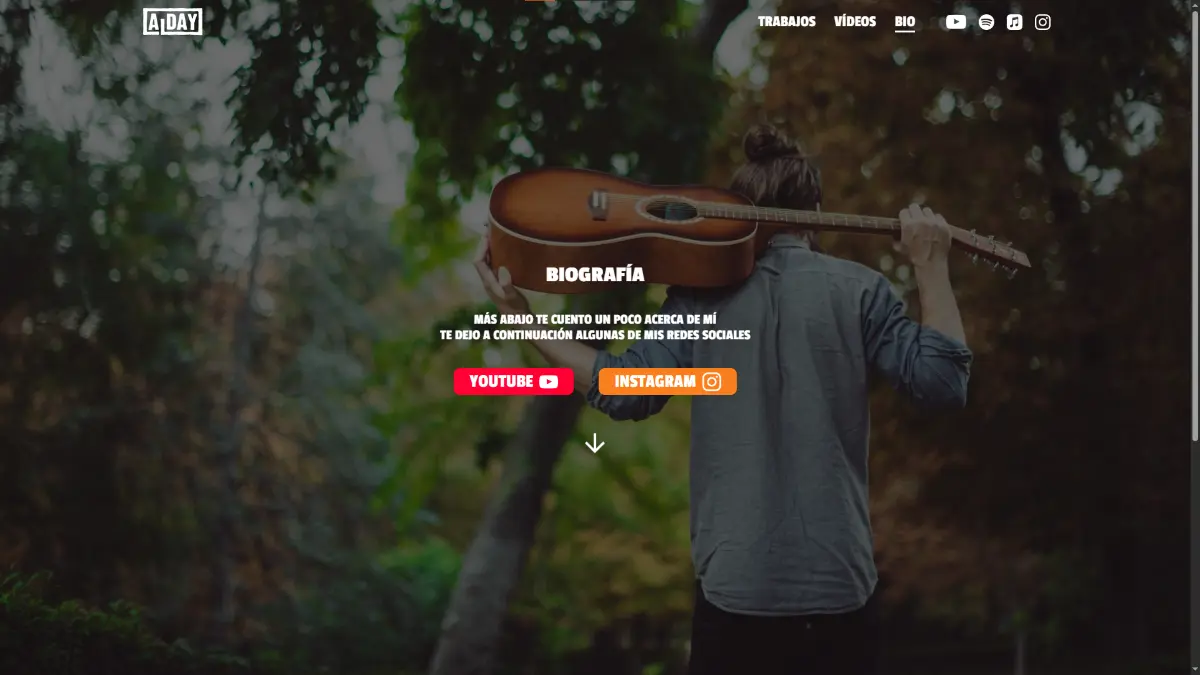 ALDAY
TRABAJOS VÍDEOS BIO
BIOGRAFÍA
MÁS ABAJO TE CUENTO UN POCO ACERCA DE MÍ
TE DEJO A CONTINUACIÓN ALGUNAS DE MIS REDES SOCIALES
YOUTUBE INSTAGRAM